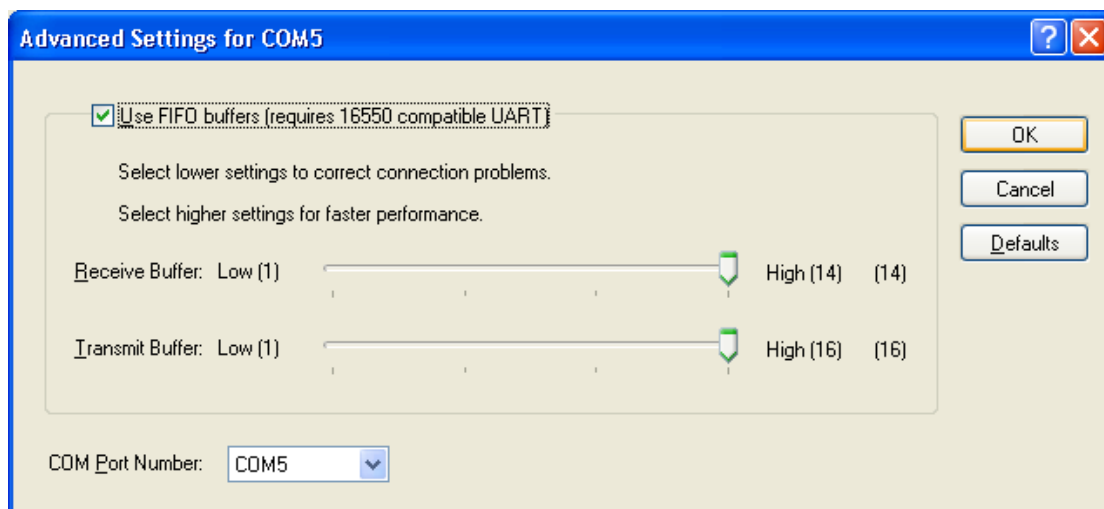 Advanced Settings for COM5
Use FIFO buffers (requires 16550 compatible UART)
Select lower settings to correct connection problems.
Select higher settings for faster performance.
Receive Buffer: Low (1) High (14) (14)
Transmit Buffer: Low (1) High (16) (16)
COM Port Number: COM5
OK
Cancel
Defaults